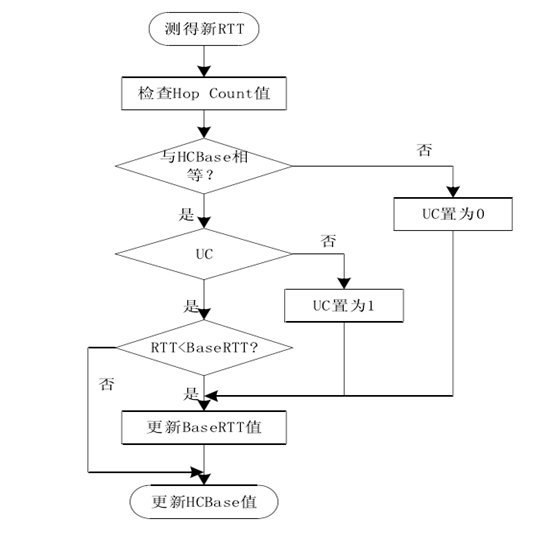 测得新RTT
检查Hop Count值
与HCBase相
等？
否
UC置为0
是
UC
否
UC置为1
是
RTT<BaseRTT?
否
是
更新BaseRTT值
更新HCBase值